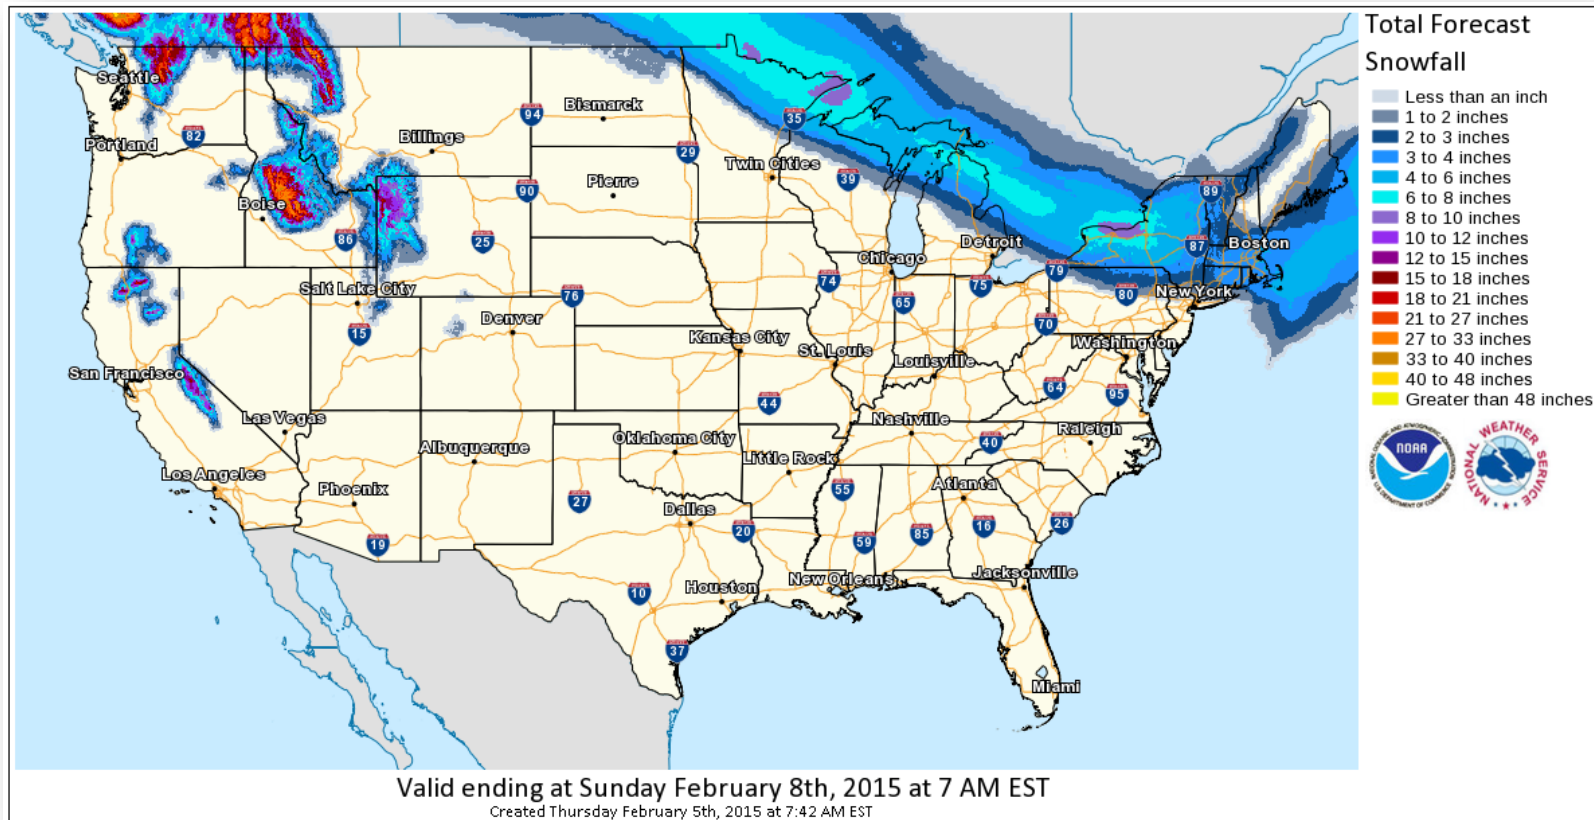 Total Forecast
Snowfall
Less than an inch
1 to 2 inches
2 to 3 inches
3 to 4 inches
4 to 6 inches
6 to 8 inches
8 to 10 inches
10 to 12 inches
12 to 15 inches
15 to 18 inches
18 to 21 inches
21 to 27 inches
27 to 33 inches
33 to 40 inches
40 to 48 inches
Greater than 48 inches
NOAA
NATIONAL WEATHER SERVICE
Seattle
Bismarck
94
35
82
Portland
Billings
29
Twin Cities
Pierre
90
39
89
Boise
86
25
87
Boston
Detroit
Chicago
79
74
75
80
Salt Lake City
76
65
New York
15
Denver
70
Kansas City
Washington
St. Louis
Louisville
San Francisco
64
95
44
Las Vegas
Nashville
Raleigh
Albuquerque
Oklahoma City
40
Little Rock
Los Angeles
Phoenix
27
55
Atlanta
Dallas
20
16
26
19
59
85
10
Houston
New Orleans
Jacksonville
37
Miami
Valid ending at Sunday February 8th, 2015 at 7 AM EST
Created Thursday February 5th, 2015 at 7:42 AM EST